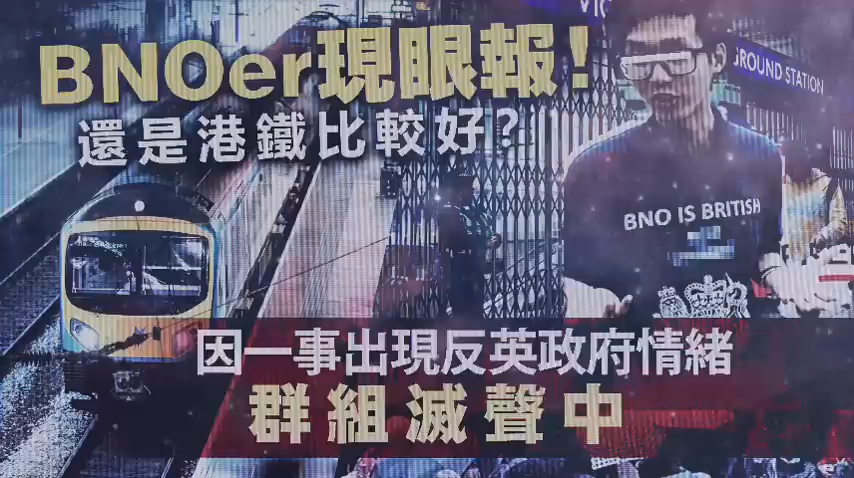 BNOer現眼報！
還是港鐵比較好？
VIC
GROUND STATION
BNO IS BRITISH
因一事出現反英政府情緒
群組滅聲中